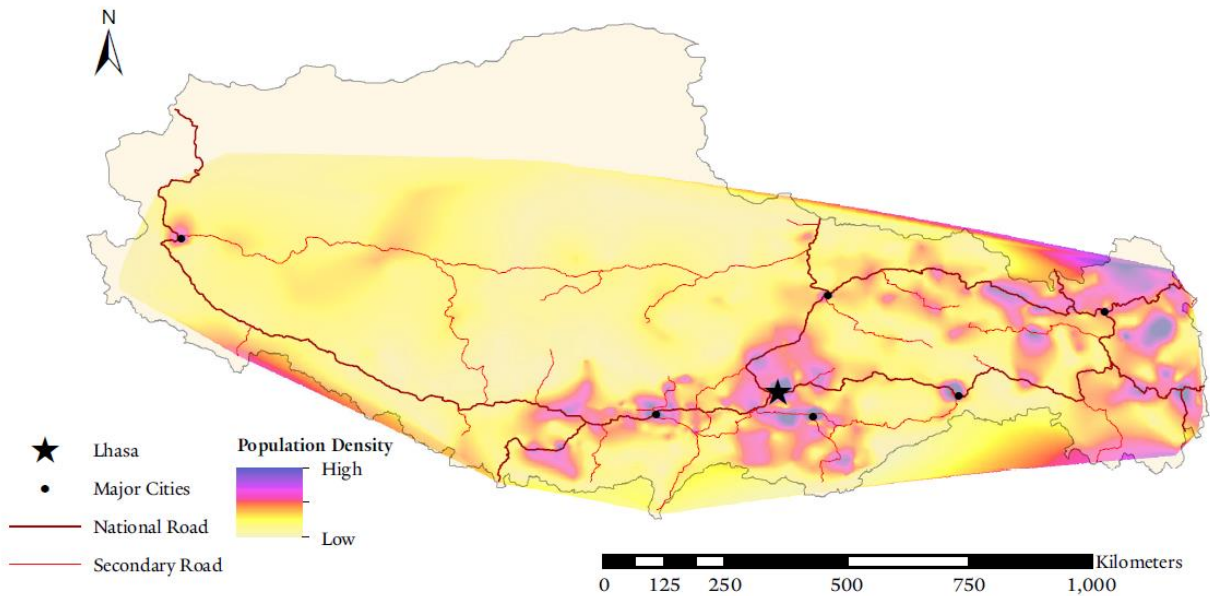 N
Lhasa
Major Cities
National Road
Secondary Road
Population Density
High
Low
Kilometers
0 125 250 500 750 1,000